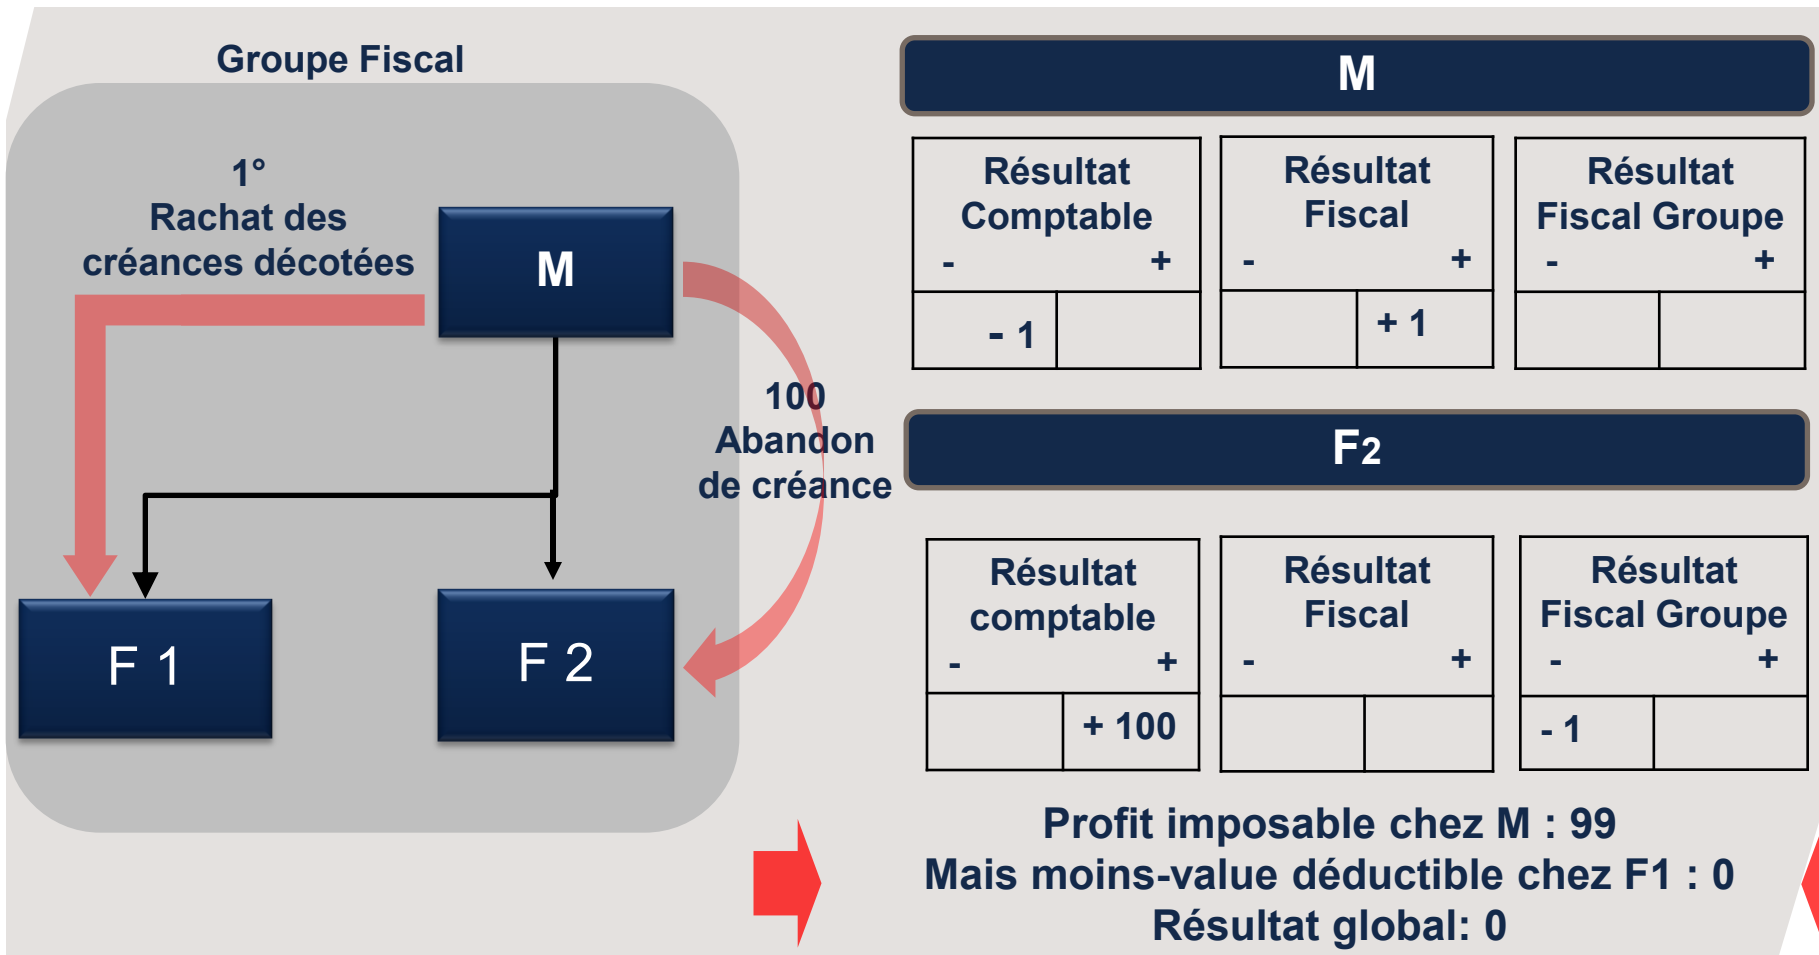 Groupe Fiscal
1°
Rachat des
créances décotées
M
100
Abandon
de créance
F 1
F 2
M
Résultat
Comptable
- +
- 1
Résultat
Fiscal
- +
+ 1
Résultat
Fiscal Groupe
- +
F2
Résultat
comptable
- +
+ 100
Résultat
Fiscal
- +
Résultat
Fiscal Groupe
- +
- 1
Profit imposable chez M : 99
Mais moins-value déductible chez F1 : 0
Résultat global: 0